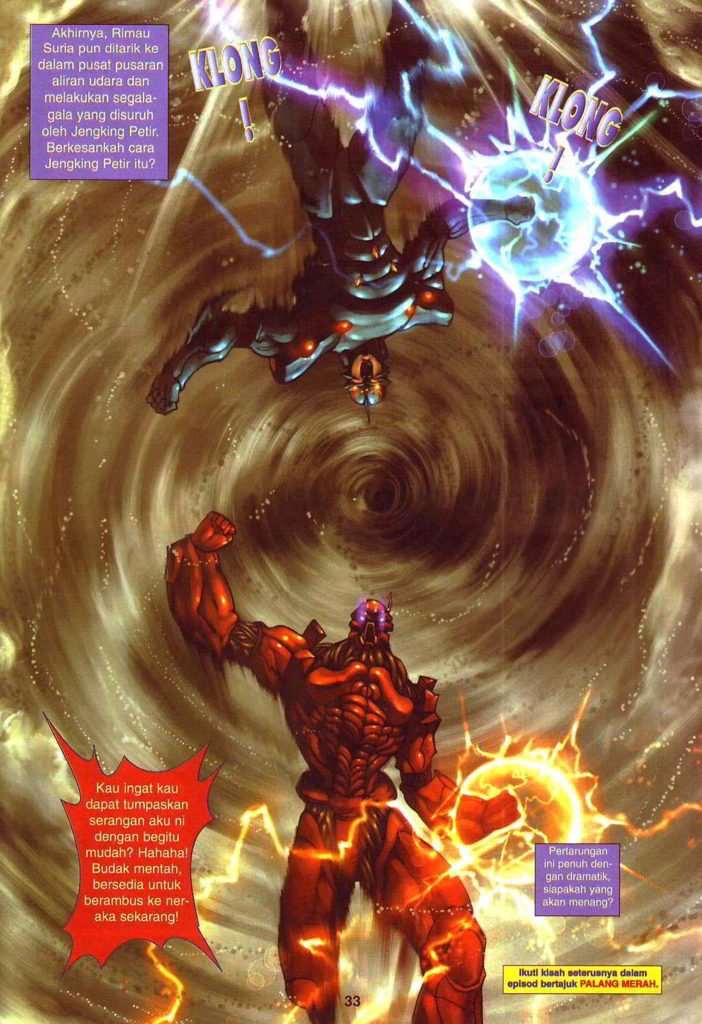 Akhirnya, Rimau
Suria pun ditarik ke
dalam pusat pusaran
aliran udara dan
melakukan segala-
gala yang disuruh
oleh Jengking Petir.
Berkesankah cara
Jengking Petir itu?
KLONG
!
KLONG
!
Kau ingat kau
dapat tumpaskan
serangan aku ni
dengan begitu
mudah? Hahaha!
Budak mentah,
bersedia untuk
berambus ke ner-
aka sekarang!
Pertarungan
ini penuh den-
gan dramatik,
siapakah yang
akan menang?
Ikuti kisah seterusnya dalam
episod bertajuk PALANG MERAH.
33